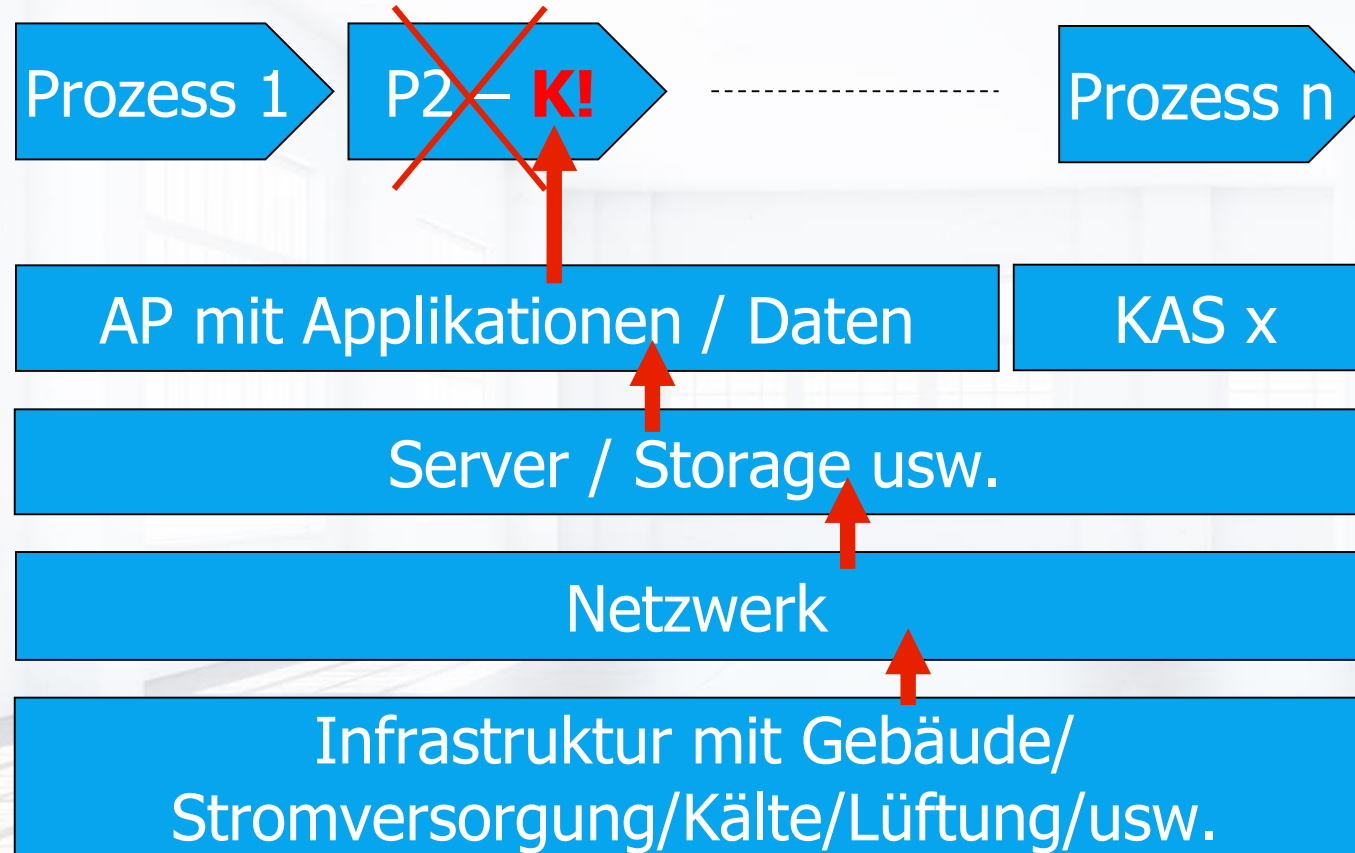 Prozess 1
P2 – K!
Prozess n
AP mit Applikationen / Daten
KAS x
Server / Storage usw.
Netzwerk
Infrastruktur mit Gebäude/
Stromversorgung/Kälte/Lüftung/usw.